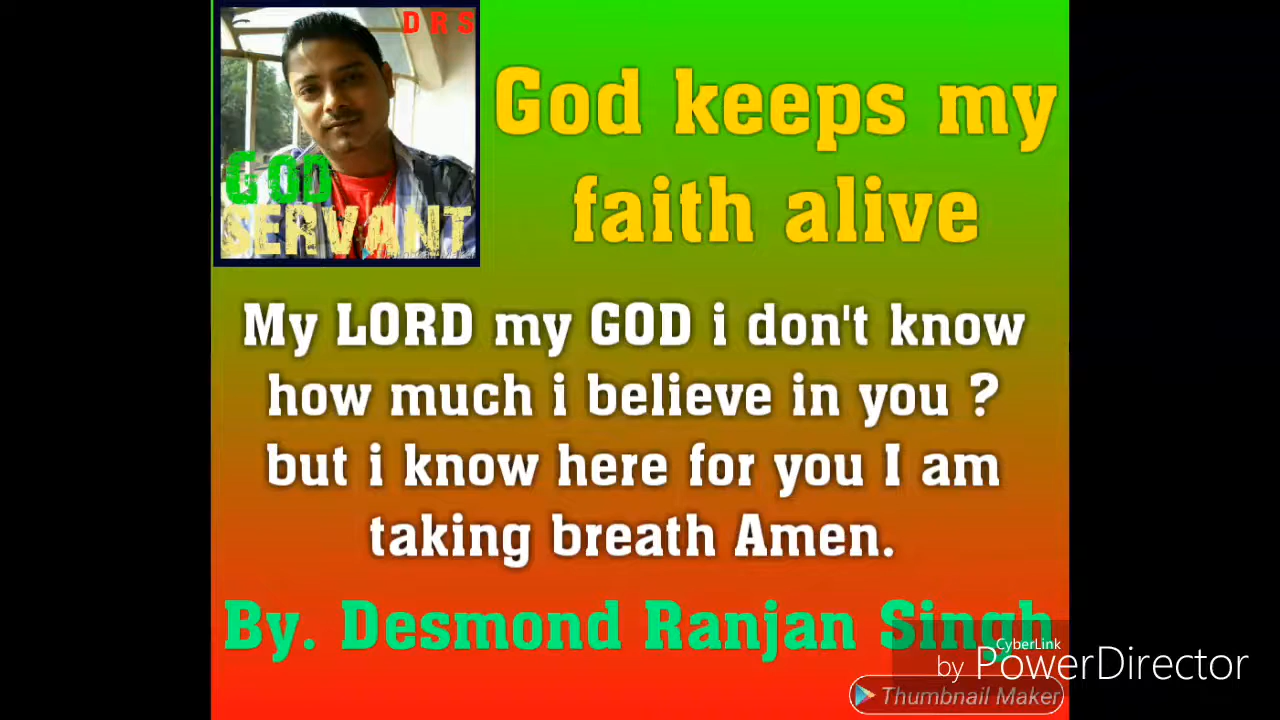 D R S
GOD
SERVANT
God keeps my
faith alive
My LORD my GOD i don't know
how much i believe in you ?
but i know here for you I am
taking breath Amen.
By. Desmond Ranjan Singh
CyberLink
by PowerDirector
Thumbnail Maker